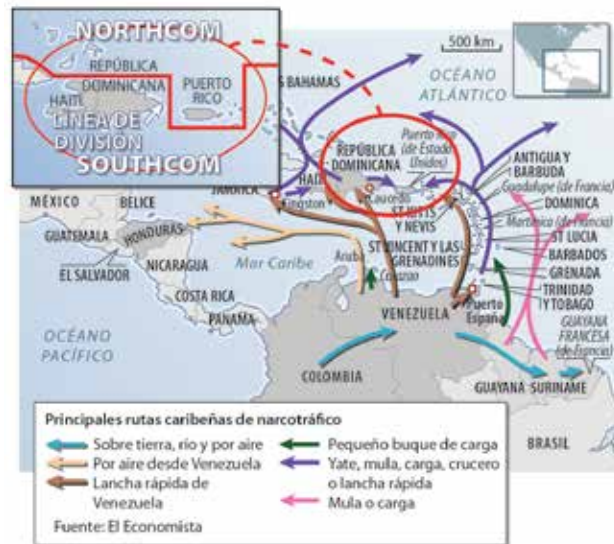 NORTHCOM
REPÚBLICA
DOMINICANA
PUERTO
RICO
HAITÍ
LÍNEA DE
DIVISIÓN
SOUTHCOM
500 km
OCÉANO
ATLÁNTICO
S BAHAMAS
REPÚBLICA
DOMINICANA
Puerto Rico
(de Estados
Unidos)
HAITÍ
JAMAICA
Kingston
Caucedo
ST KITTS
Y NEVIS
ANTIGUA Y
BARBUDA
Guadalupe (de Francia)
DOMINICA
Martinica (de Francia)
ST LUCIA
ST VINCENT Y LAS
GRENADINES
BARBADOS
GRENADA
TRINIDAD
Y TOBAGO
Puerto
España
MÉXICO
BELICE
GUATEMALA
HONDURAS
EL SALVADOR
NICARAGUA
COSTA RICA
PANAMÁ
Mar Caribe
Aruba
Curazao
VENEZUELA
OCÉANO
PACÍFICO
COLOMBIA
GUAYANA
FRANCESA
(de Francia)
GUAYANA
SURINAME
BRASIL
Principales rutas caribeñas de narcotráfico
Sobre tierra, río y por aire
Por aire desde Venezuela
Lancha rápida de
Venezuela
Pequeño buque de carga
Yate, mula, carga, crucero
o lancha rápida
Mula o carga
Fuente: El Economista